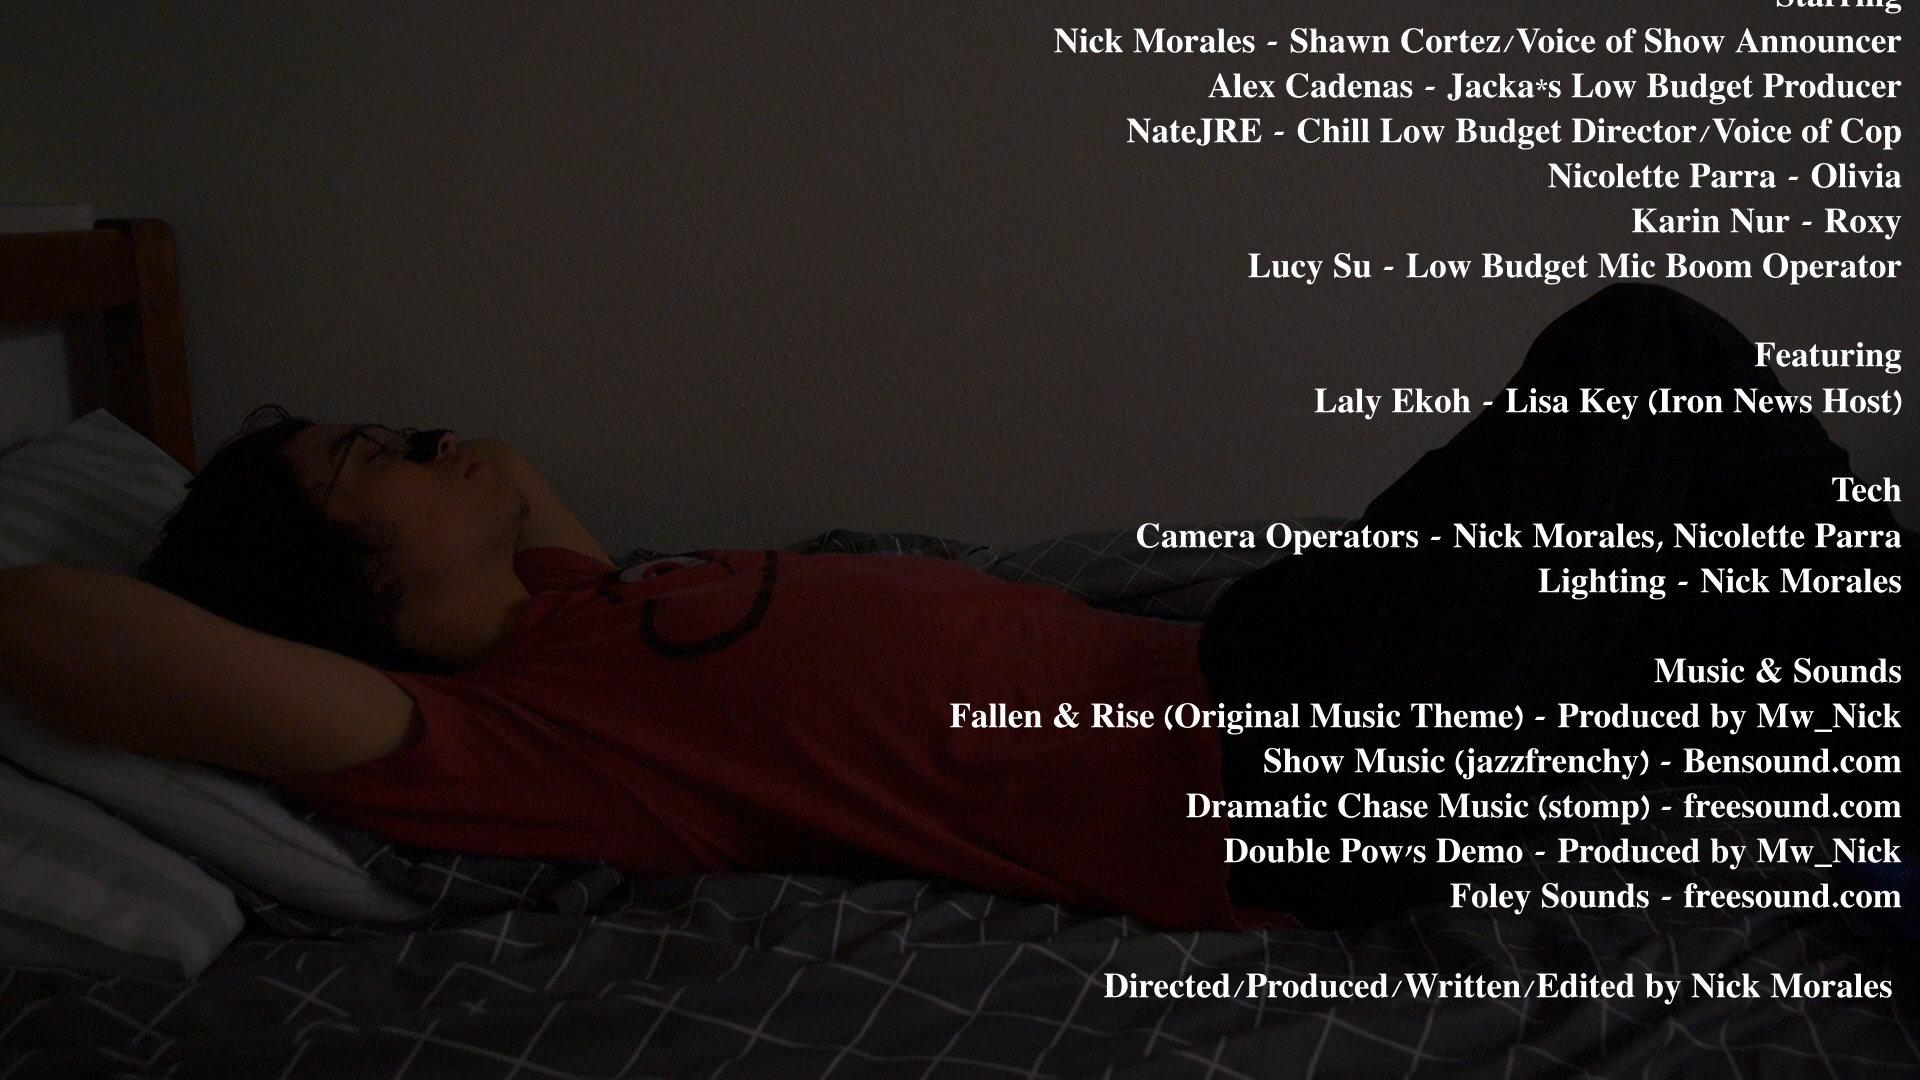 Starring
Nick Morales - Shawn Cortez/Voice of Show Announcer
Alex Cadenas - Jacka*s Low Budget Producer
NateJRE - Chill Low Budget Director/Voice of Cop
Nicolette Parra - Olivia
Karin Nur - Roxy
Lucy Su - Low Budget Mic Boom Operator
Featuring
Laly Ekoh - Lisa Key (Iron News Host)
Tech
Camera Operators - Nick Morales, Nicolette Parra
Lighting - Nick Morales
Music & Sounds
Fallen & Rise (Original Music Theme) - Produced by Mw_Nick
Show Music (jazzfrenchy) - Bensound.com
Dramatic Chase Music (stomp) - freesound.com
Double Pow's Demo - Produced by Mw_Nick
Foley Sounds - freesound.com
Directed/Produced/Written/Edited by Nick Morales